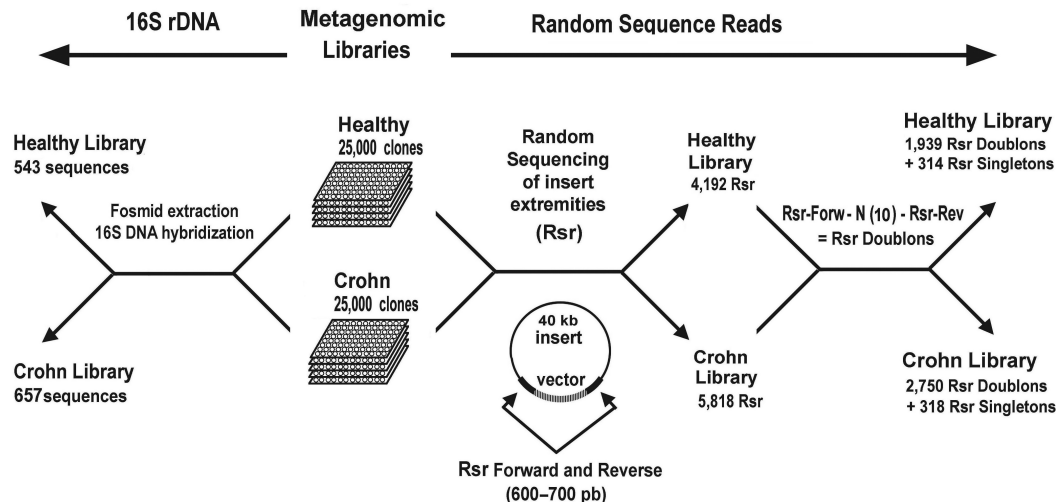 16S rDNA
Metagenomic
Libraries
Random Sequence Reads
Healthy Library
543 sequences
Fosmid extraction
16S DNA hybridization
Crohn Library
657sequences
Healthy
25,000 clones
Crohn
25,000 clones
Random
Sequencing
of insert
extremities
(Rsr)
40 kb
insert
vector
Rsr Forward and Reverse
(600–700 pb)
Healthy
Library
4,192 Rsr
Crohn
Library
5,818 Rsr
Rsr-Forw - N (10) - Rsr-Rev
= Rsr Doublons
Healthy Library
1,939 Rsr Doublons
+ 314 Rsr Singletons
Crohn Library
2,750 Rsr Doublons
+ 318 Rsr Singletons